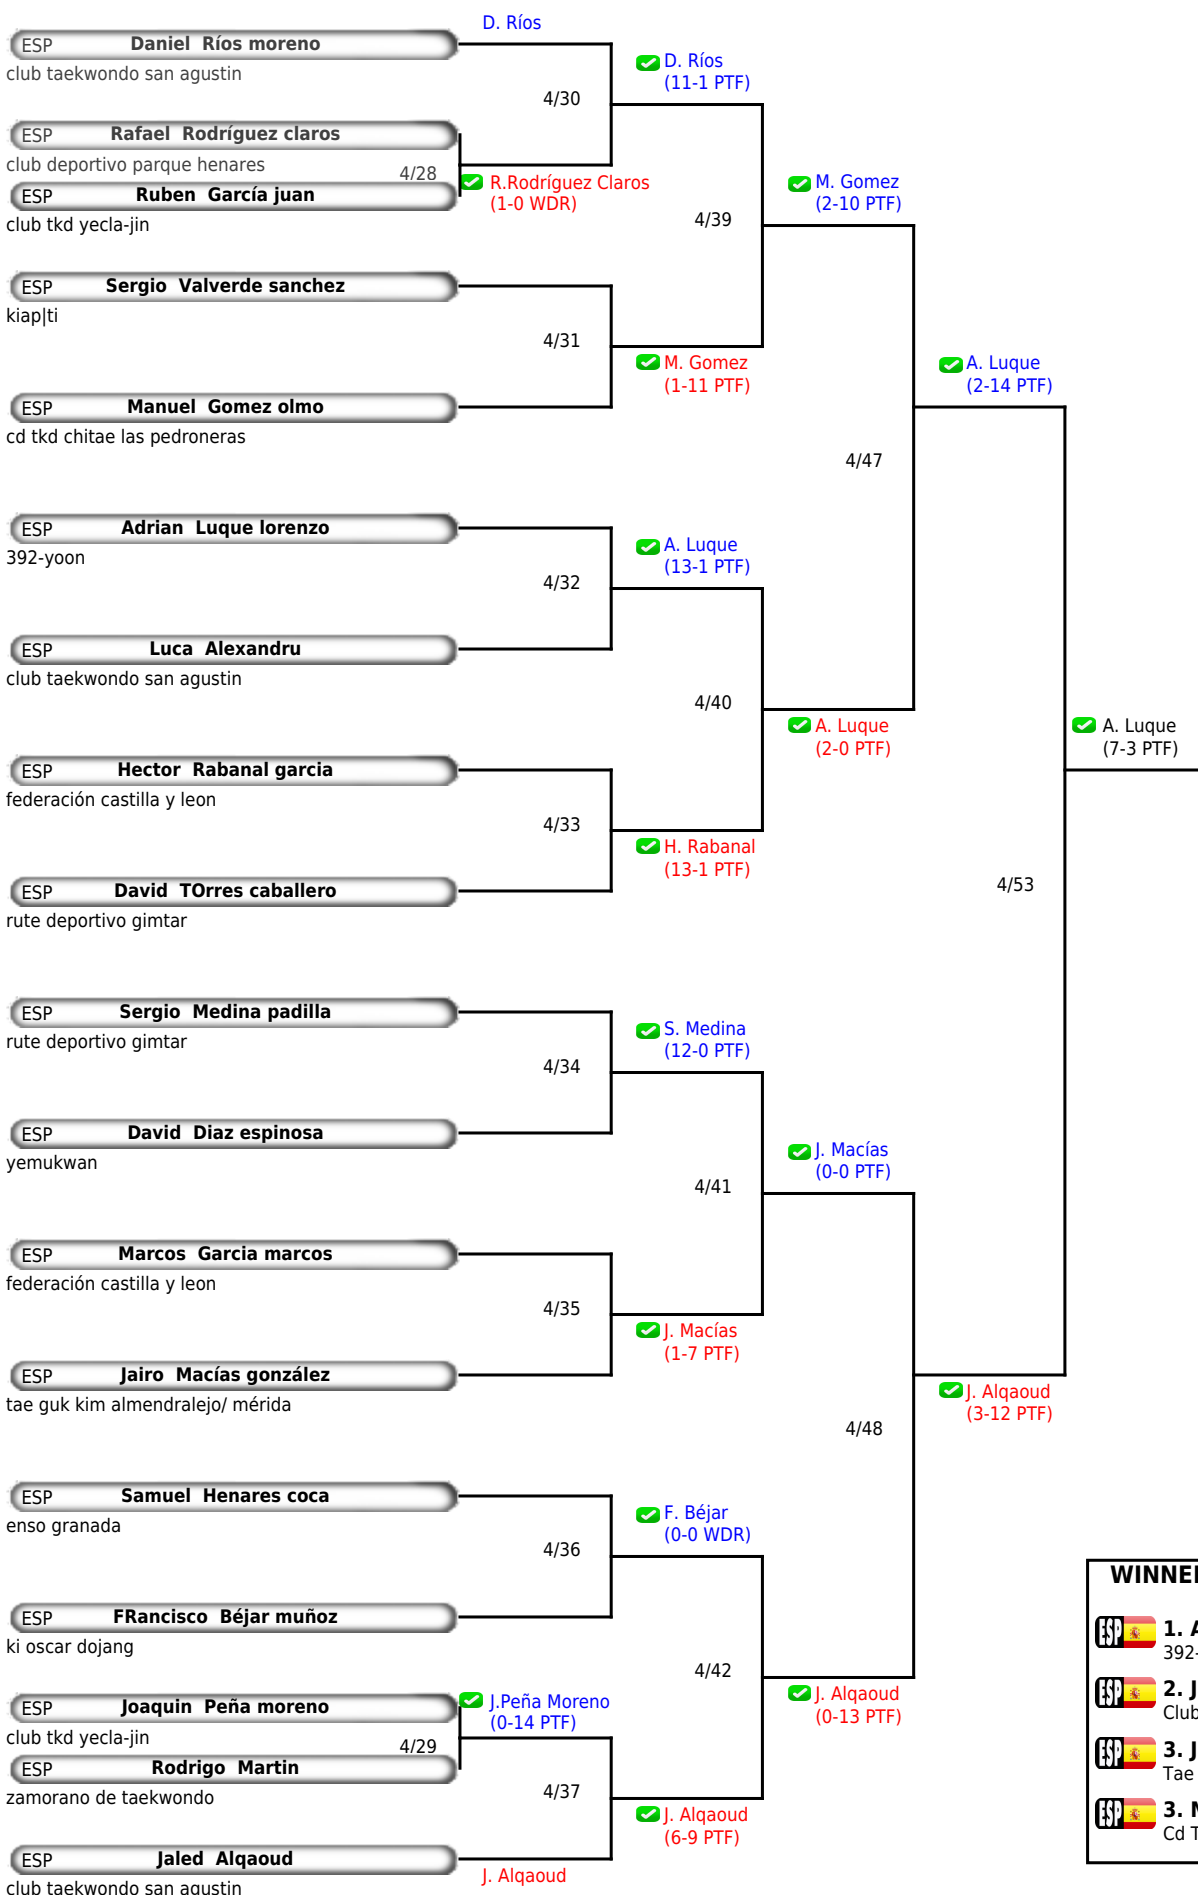 D. Ríos
ESP Daniel Ríos moreno
club taekwondo san agustin
D. Ríos
(11-1 PTF)
4/30
ESP Rafael Rodríguez claros
club deportivo parque henares
4/28
R.Rodríguez Claros
(1-0 WDR)
ESP Ruben García juan
club tkd yecla-jin
M. Gomez
(2-10 PTF)
4/39
ESP Sergio Valverde sanchez
kiap|ti
4/31
M. Gomez
(1-11 PTF)
A. Luque
(2-14 PTF)
ESP Manuel Gomez olmo
cd tkd chitae las pedroneras
4/47
ESP Adrian Luque lorenzo
392-yoon
A. Luque
(13-1 PTF)
4/32
ESP Luca Alexandru
club taekwondo san agustin
4/40
A. Luque
(2-0 PTF)
A. Luque
(7-3 PTF)
ESP Hector Rabanal garcia
federación castilla y leon
4/33
H. Rabanal
(13-1 PTF)
4/53
ESP David TOrres caballero
rute deportivo gimtar
ESP Sergio Medina padilla
rute deportivo gimtar
S. Medina
(12-0 PTF)
4/34
ESP David Diaz espinosa
yemukwan
J. Macías
(0-0 PTF)
4/41
ESP Marcos Garcia marcos
federación castilla y leon
4/35
J. Macías
(1-7 PTF)
ESP Jairo Macías gonzález
tae guk kim almendralejo/ mérida
J. Alqaoud
(3-12 PTF)
4/48
ESP Samuel Henares coca
enso granada
F. Béjar
(0-0 WDR)
4/36
ESP FRancisco Béjar muñoz
ki oscar dojang
4/42
J. Alqaoud
(0-13 PTF)
ESP Joaquin Peña moreno
club tkd yecla-jin
J.Peña Moreno
(0-14 PTF)
4/29
ESP Rodrigo Martin
zamorano de taekwondo
4/37
J. Alqaoud
(6-9 PTF)
ESP Jaled Alqaoud
club taekwondo san agustin
J. Alqaoud
WINNE
ESP 1. A
392-
ESP 2. J
Club
ESP 3. J
Tae
ESP 3. M
Cd T